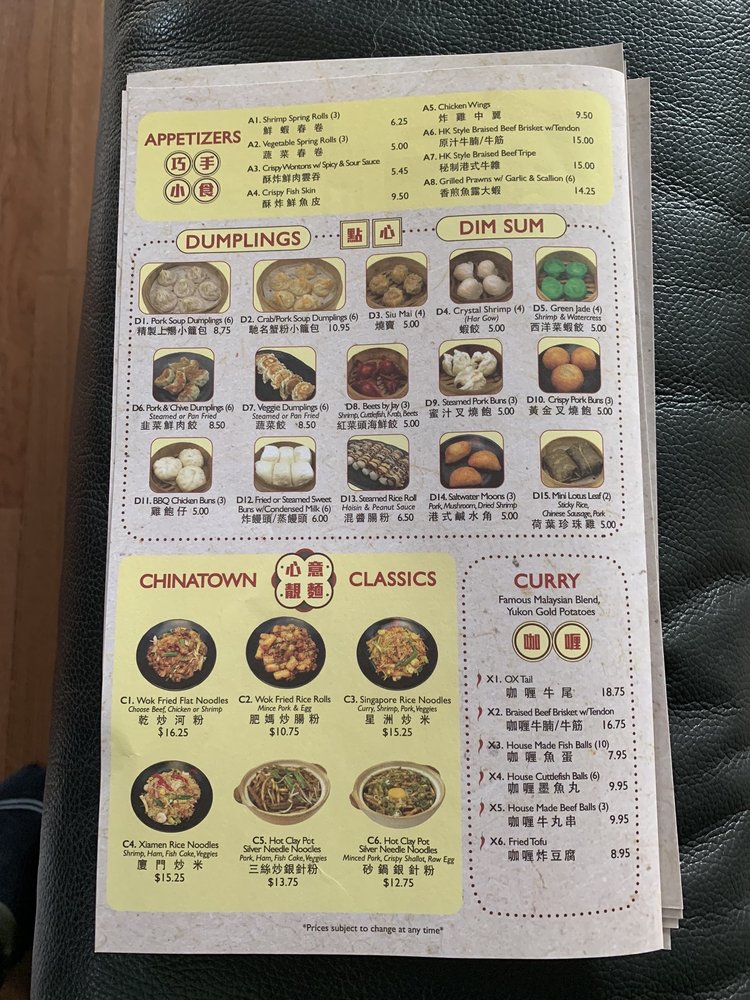 APPETIZERS
巧手
小食
A1. Shrimp Spring Rolls (3)
鮮蝦春卷 6.25
A2. Vegetable Spring Rolls (3)
蔬菜春卷 5.00
A3. Crispy Wontons w/ Spicy & Sour Sauce
酥炸鮮肉雲吞 5.45
A4. Crispy Fish Skin
酥炸鮮魚皮 9.50
A5. Chicken Wings
炸雞中翼 9.50
A6. HK Style Braised Beef Brisket w/Tendon
原汁牛腩/牛筋 15.00
A7. HK Style Braised Beef Tripe
秘制港式牛雜 15.00
A8. Grilled Prawns w/ Garlic & Scallion (6)
香煎魚露大蝦 14.25
DUMPLINGS 點心 DIM SUM
D1. Pork Soup Dumplings (6)
精製上湯小籠包 8.75
D2. Crab/Pork Soup Dumplings (6)
馳名蟹粉小籠包 10.95
D3. Siu Mai (4)
燒賣 5.00
D4. Crystal Shrimp (4)
(Har Gow)
蝦餃 5.00
D5. Green Jade (4)
Shrimp & Watercress
西洋菜蝦餃 5.00
D6. Pork & Chive Dumplings (6)
Steamed or Pan Fried
韭菜鮮肉餃 8.50
D7. Veggie Dumplings (6)
Steamed or Pan Fried
蔬菜餃 8.50
D8. Beets by Jay (3)
Shrimp, Cuttlefish, Krab, Beets
紅菜頭海鮮餃 5.00
D9. Steamed Pork Buns (3)
蜜汁叉燒飽 5.00
D10. Crispy Pork Buns (3)
黃金叉燒飽 5.00
D11. BBQ Chicken Buns (3)
雞飽仔 5.00
D12. Fried or Steamed Sweet
Buns w/Condensed Milk (6)
炸饅頭/蒸饅頭 6.00
D13. Steamed Rice Roll
Hoisin & Peanut Sauce
混醬腸粉 6.50
D14. Saltwater Moons (3)
Pork, Mushroom, Dried Shrimp
港式鹹水角 5.00
D15. Mini Lotus Leaf (2)
Sticky Rice,
Chinese Sausage, Pork
荷葉珍珠雞 5.00
CHINATOWN 心意靚麵 CLASSICS
C1. Wok Fried Flat Noodles
Choose Beef, Chicken or Shrimp
乾炒河粉
$16.25
C2. Wok Fried Rice Rolls
Mince Pork & Egg
肥媽炒腸粉
$10.75
C3. Singapore Rice Noodles
Curry, Shrimp, Pork, Veggies
星洲炒米
$15.25
C4. Xiamen Rice Noodles
Shrimp, Ham, Fish Cake, Veggies
廈門炒米
$15.25
C5. Hot Clay Pot
Silver Needle Noodles
Pork, Ham, Fish Cake, Veggies
三絲炒銀針粉
$13.75
C6. Hot Clay Pot
Silver Needle Noodles
Minced Pork, Crispy Shallot, Raw Egg
砂鍋銀針粉
$12.75
CURRY
Famous Malaysian Blend,
Yukon Gold Potatoes
咖喱
X1. OX Tail
咖喱牛尾 18.75
X2. Braised Beef Brisket w/Tendon
咖喱牛腩/牛筋 16.75
X3. House Made Fish Balls (10)
咖喱魚蛋 7.95
X4. House Cuttlefish Balls (6)
咖喱墨魚丸 9.95
X5. House Made Beef Balls (3)
咖喱牛丸串 9.95
X6. Fried Tofu
咖喱炸豆腐 8.95
*Prices subject to change at any time*